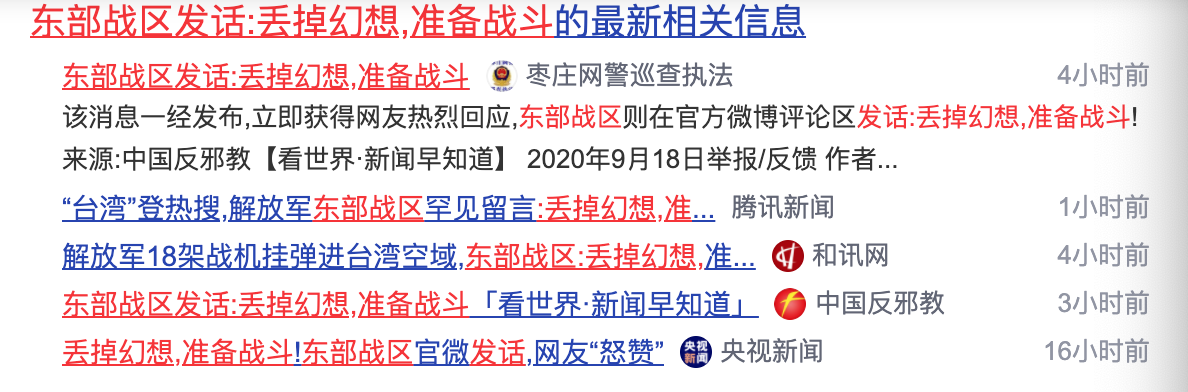 东部战区发话:丢掉幻想,准备战斗的最新相关信息
东部战区发话:丢掉幻想,准备战斗 枣庄网警巡查执法 4小时前
该消息一经发布,立即获得网友热烈回应,东部战区则在官方微博评论区发话:丢掉幻想,准备战斗!
来源:中国反邪教【看世界·新闻早知道】 2020年9月18日举报/反馈 作者...
“台湾”登热搜,解放军东部战区罕见留言:丢掉幻想,准... 腾讯新闻 1小时前
解放军18架战机挂弹进台湾空域,东部战区:丢掉幻想,准... 和讯网 4小时前
东部战区发话:丢掉幻想,准备战斗「看世界·新闻早知道」 中国反邪教 3小时前
丢掉幻想,准备战斗!东部战区官微发话,网友“怒赞” 央视新闻 央视新闻 16小时前